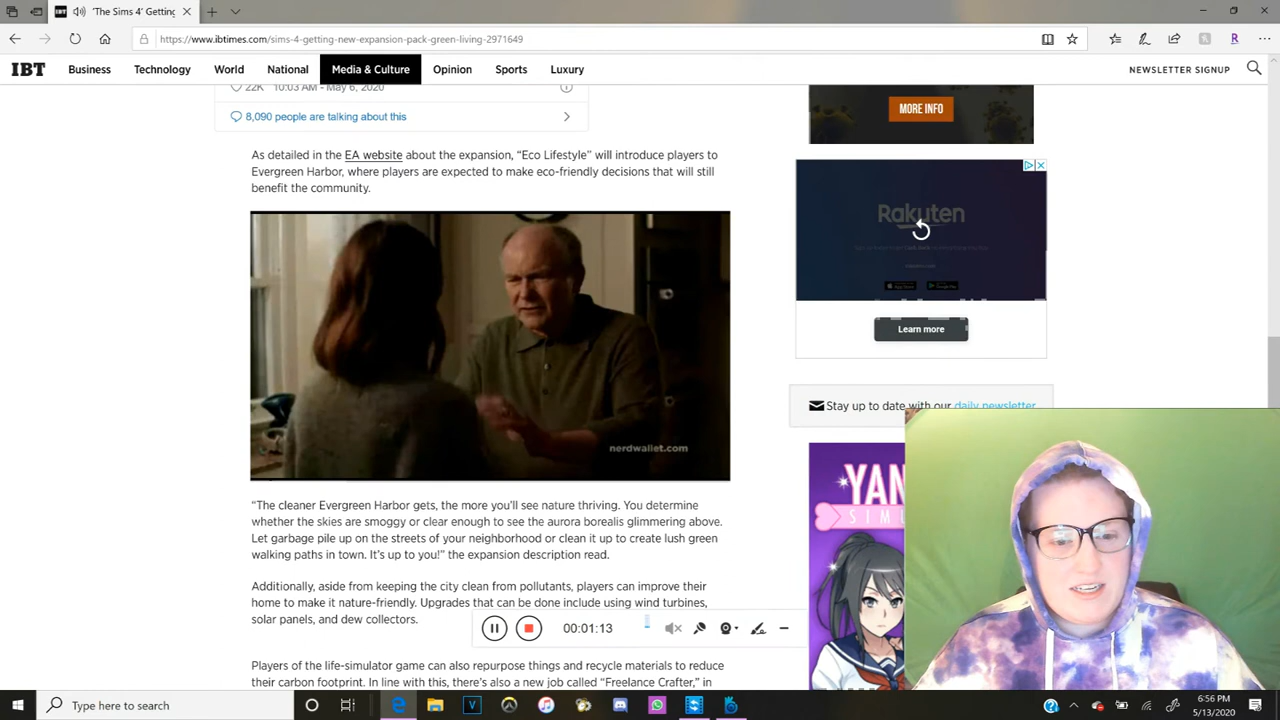 'The Sims 4' Getting
https://www.ibtimes.com/sims-4-getting-new-expansion-pack-green-living-2971649
IBT Business Technology World National Media & Culture Opinion Sports Luxury NEWSLETTER SIGNUP
22K 10:03 AM - May 6, 2020
8,090 people are talking about this
MORE INFO
As detailed in the EA website about the expansion, “Eco Lifestyle” will introduce players to
Evergreen Harbor, where players are expected to make eco-friendly decisions that will still
benefit the community.
nerdwallet.com
Rakuten
Learn more
Stay up to date with our daily newsletter
YAN
SIM
“The cleaner Evergreen Harbor gets, the more you’ll see nature thriving. You determine
whether the skies are smoggy or clear enough to see the aurora borealis glimmering above.
Let garbage pile up on the streets of your neighborhood or clean it up to create lush green
walking paths in town. It’s up to you!” the expansion description read.
Additionally, aside from keeping the city clean from pollutants, players can improve their
home to make it nature-friendly. Upgrades that can be done include using wind turbines,
solar panels, and dew collectors.
00:01:13
Players of the life-simulator game can also repurpose things and recycle materials to reduce
their carbon footprint. In line with this, there’s also a new job called “Freelance Crafter,” in
Type here to search
6:56 PM
5/13/2020